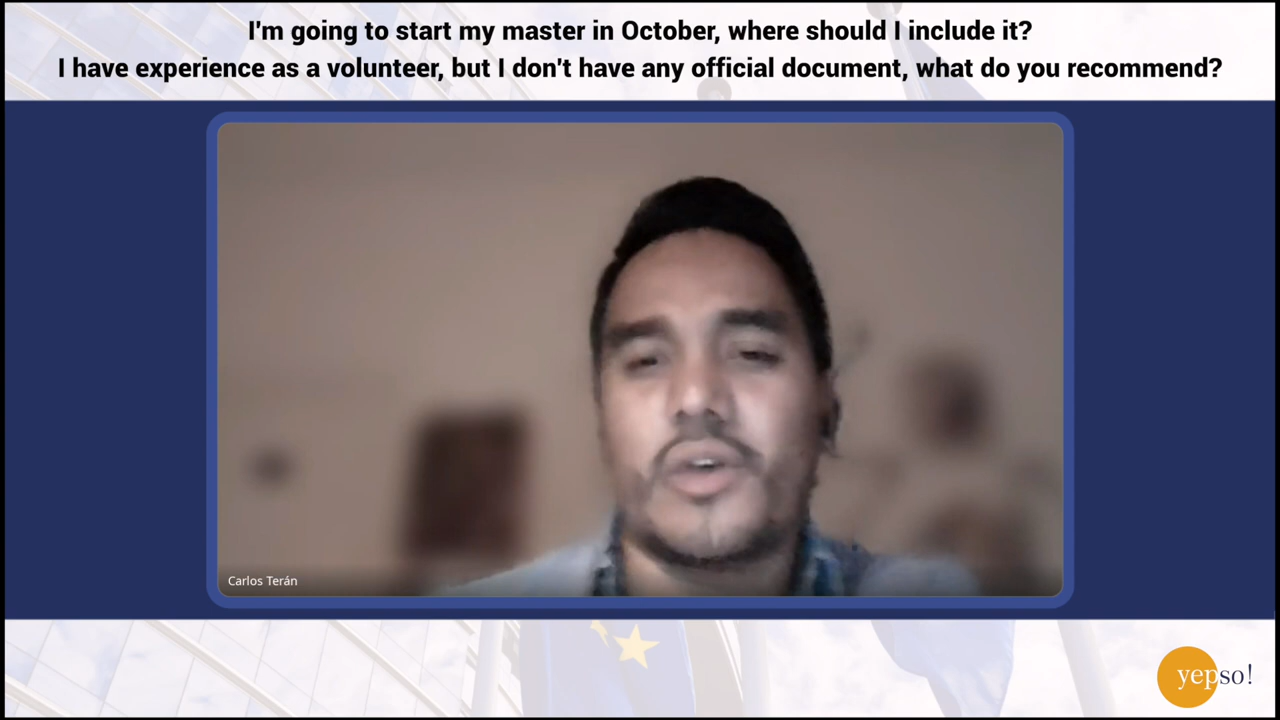 I'm going to start my master in October, where should I include it?
I have experience as a volunteer, but I don't have any official document, what do you recommend?
Carlos Terán
yepso!